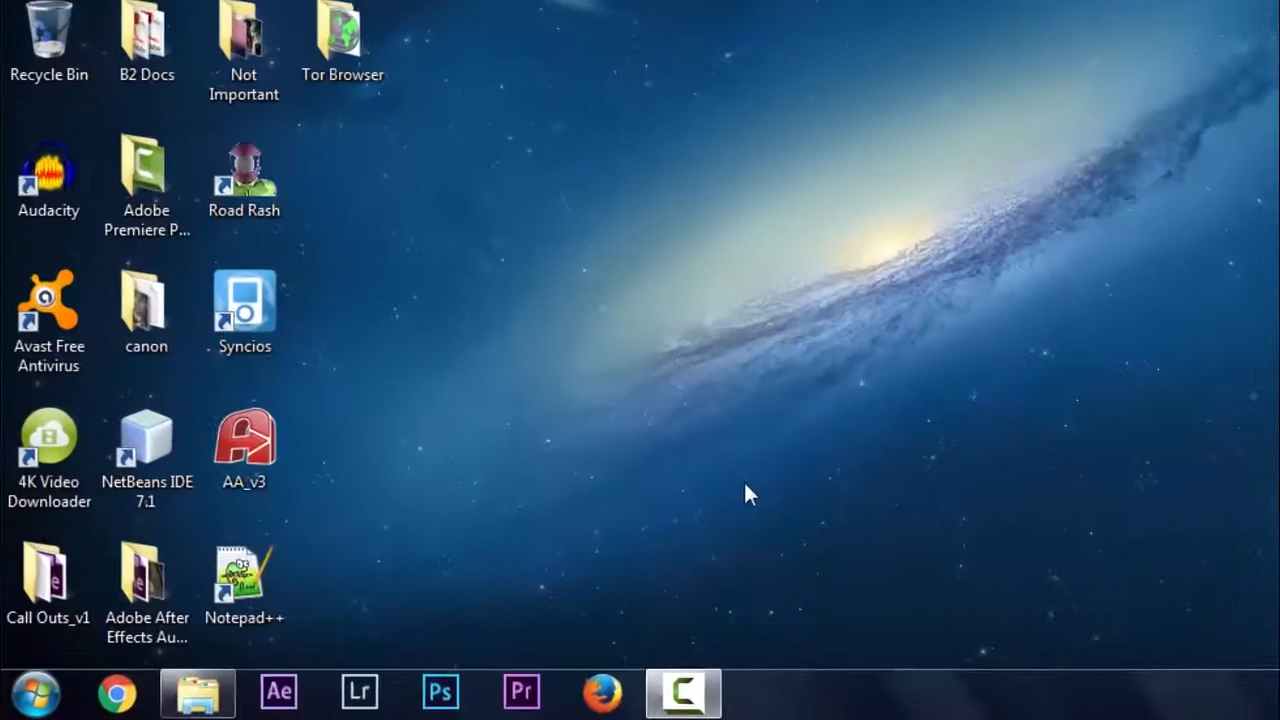 Recycle Bin
B2 Docs
Not
Important
Tor Browser
Audacity
Adobe
Premiere P...
Road Rash
Avast Free
Antivirus
canon
Syncios
4K Video
Downloader
NetBeans IDE
7.1
AA_v3
Call Outs_v1
Adobe After
Effects Au...
Notepad++
Ae
Lr
Ps
Pr